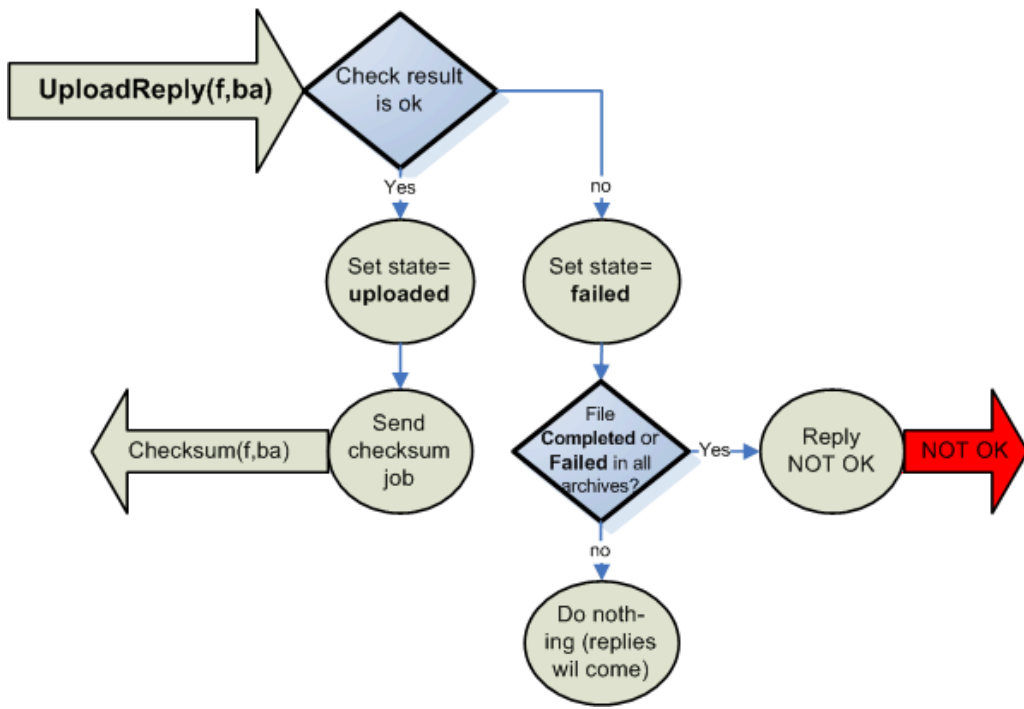 UploadReply(f,ba)
Check result
is ok
Yes
no
Set state=
uploaded
Set state=
failed
Checksum(f,ba)
Send
checksum
job
File
Completed or
Failed in all
archives?
Yes
Reply
NOT OK
NOT OK
no
Do noth-
ing (replies
wil come)